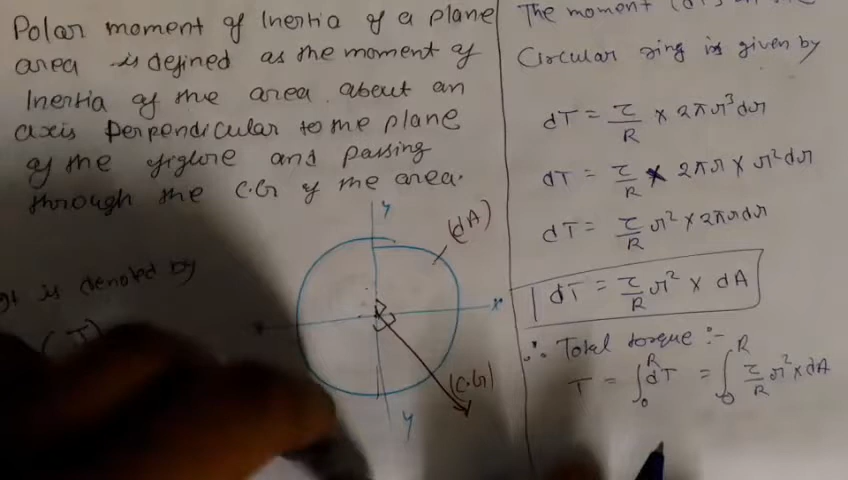 Polar moment of Inertia of a plane
area is defined as the moment of
Inertia of the area about an
axis perpendicular to the plane
of the figure and passing
through the C.G of the area.
It is denoted by
(J)
y
(dA)
x
(C.G)
y
The moment
Circular ring is given by
dT = τ/R × 2πr³dr
dT = τ/R × 2πr × r²dr
dT = τ/R r² × 2πrdr
dT = τ/R r² × dA
∴ Total torque :-
T = ∫₀ᴿ dT = ∫₀ᴿ τ/R r² × dA